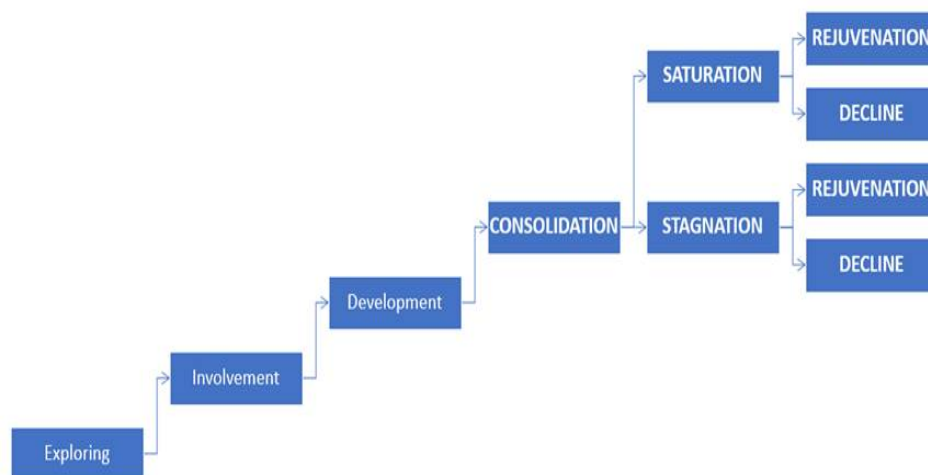 REJUVENATION
SATURATION
DECLINE
REJUVENATION
CONSOLIDATION
STAGNATION
DECLINE
Development
Involvement
Exploring